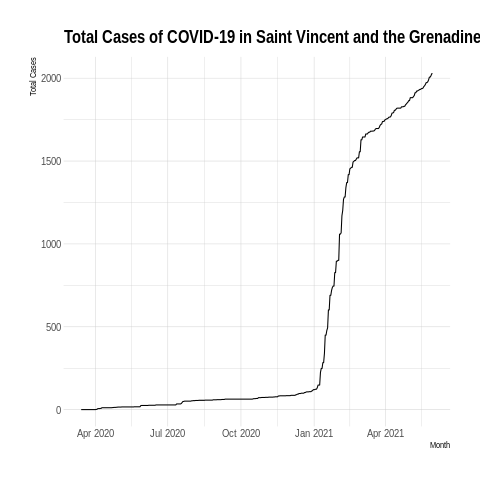 Total Cases of COVID-19 in Saint Vincent and the Grenadine
Total Cases
2000
1500
1000
500
0
Apr 2020 Jul 2020 Oct 2020 Jan 2021 Apr 2021
Month